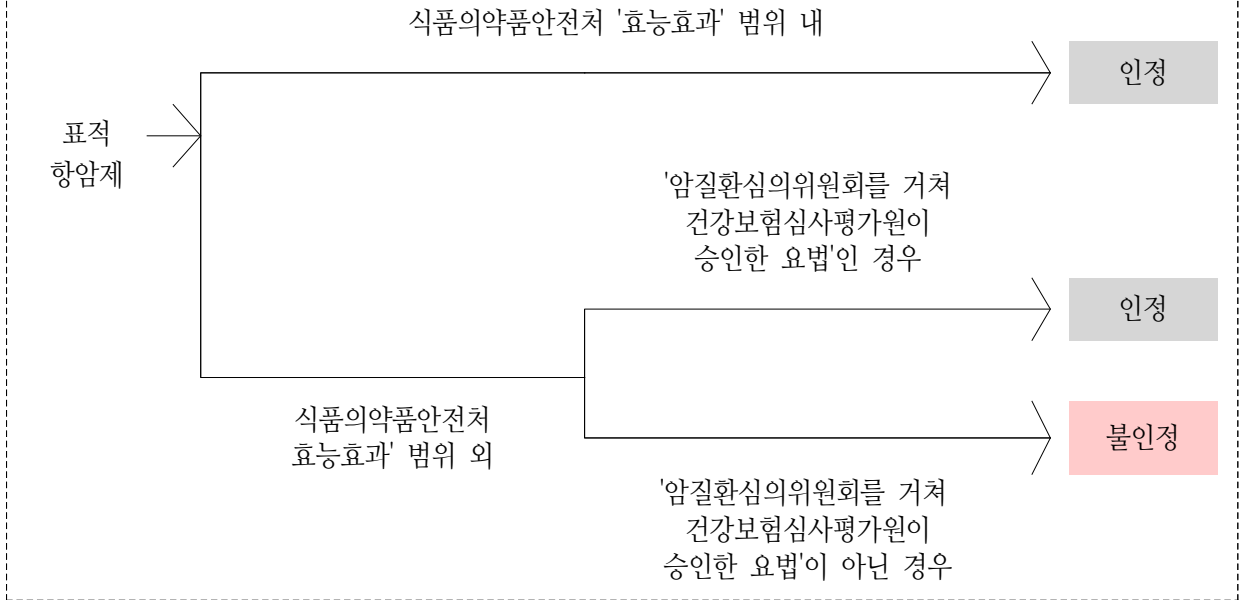 식품의약품안전처 '효능효과' 범위 내
인정
표적
항암제
'암질환심의위원회를 거쳐
건강보험심사평가원이
승인한 요법'인 경우
인정
식품의약품안전처
효능효과' 범위 외
불인정
'암질환심의위원회를 거쳐
건강보험심사평가원이
승인한 요법'이 아닌 경우